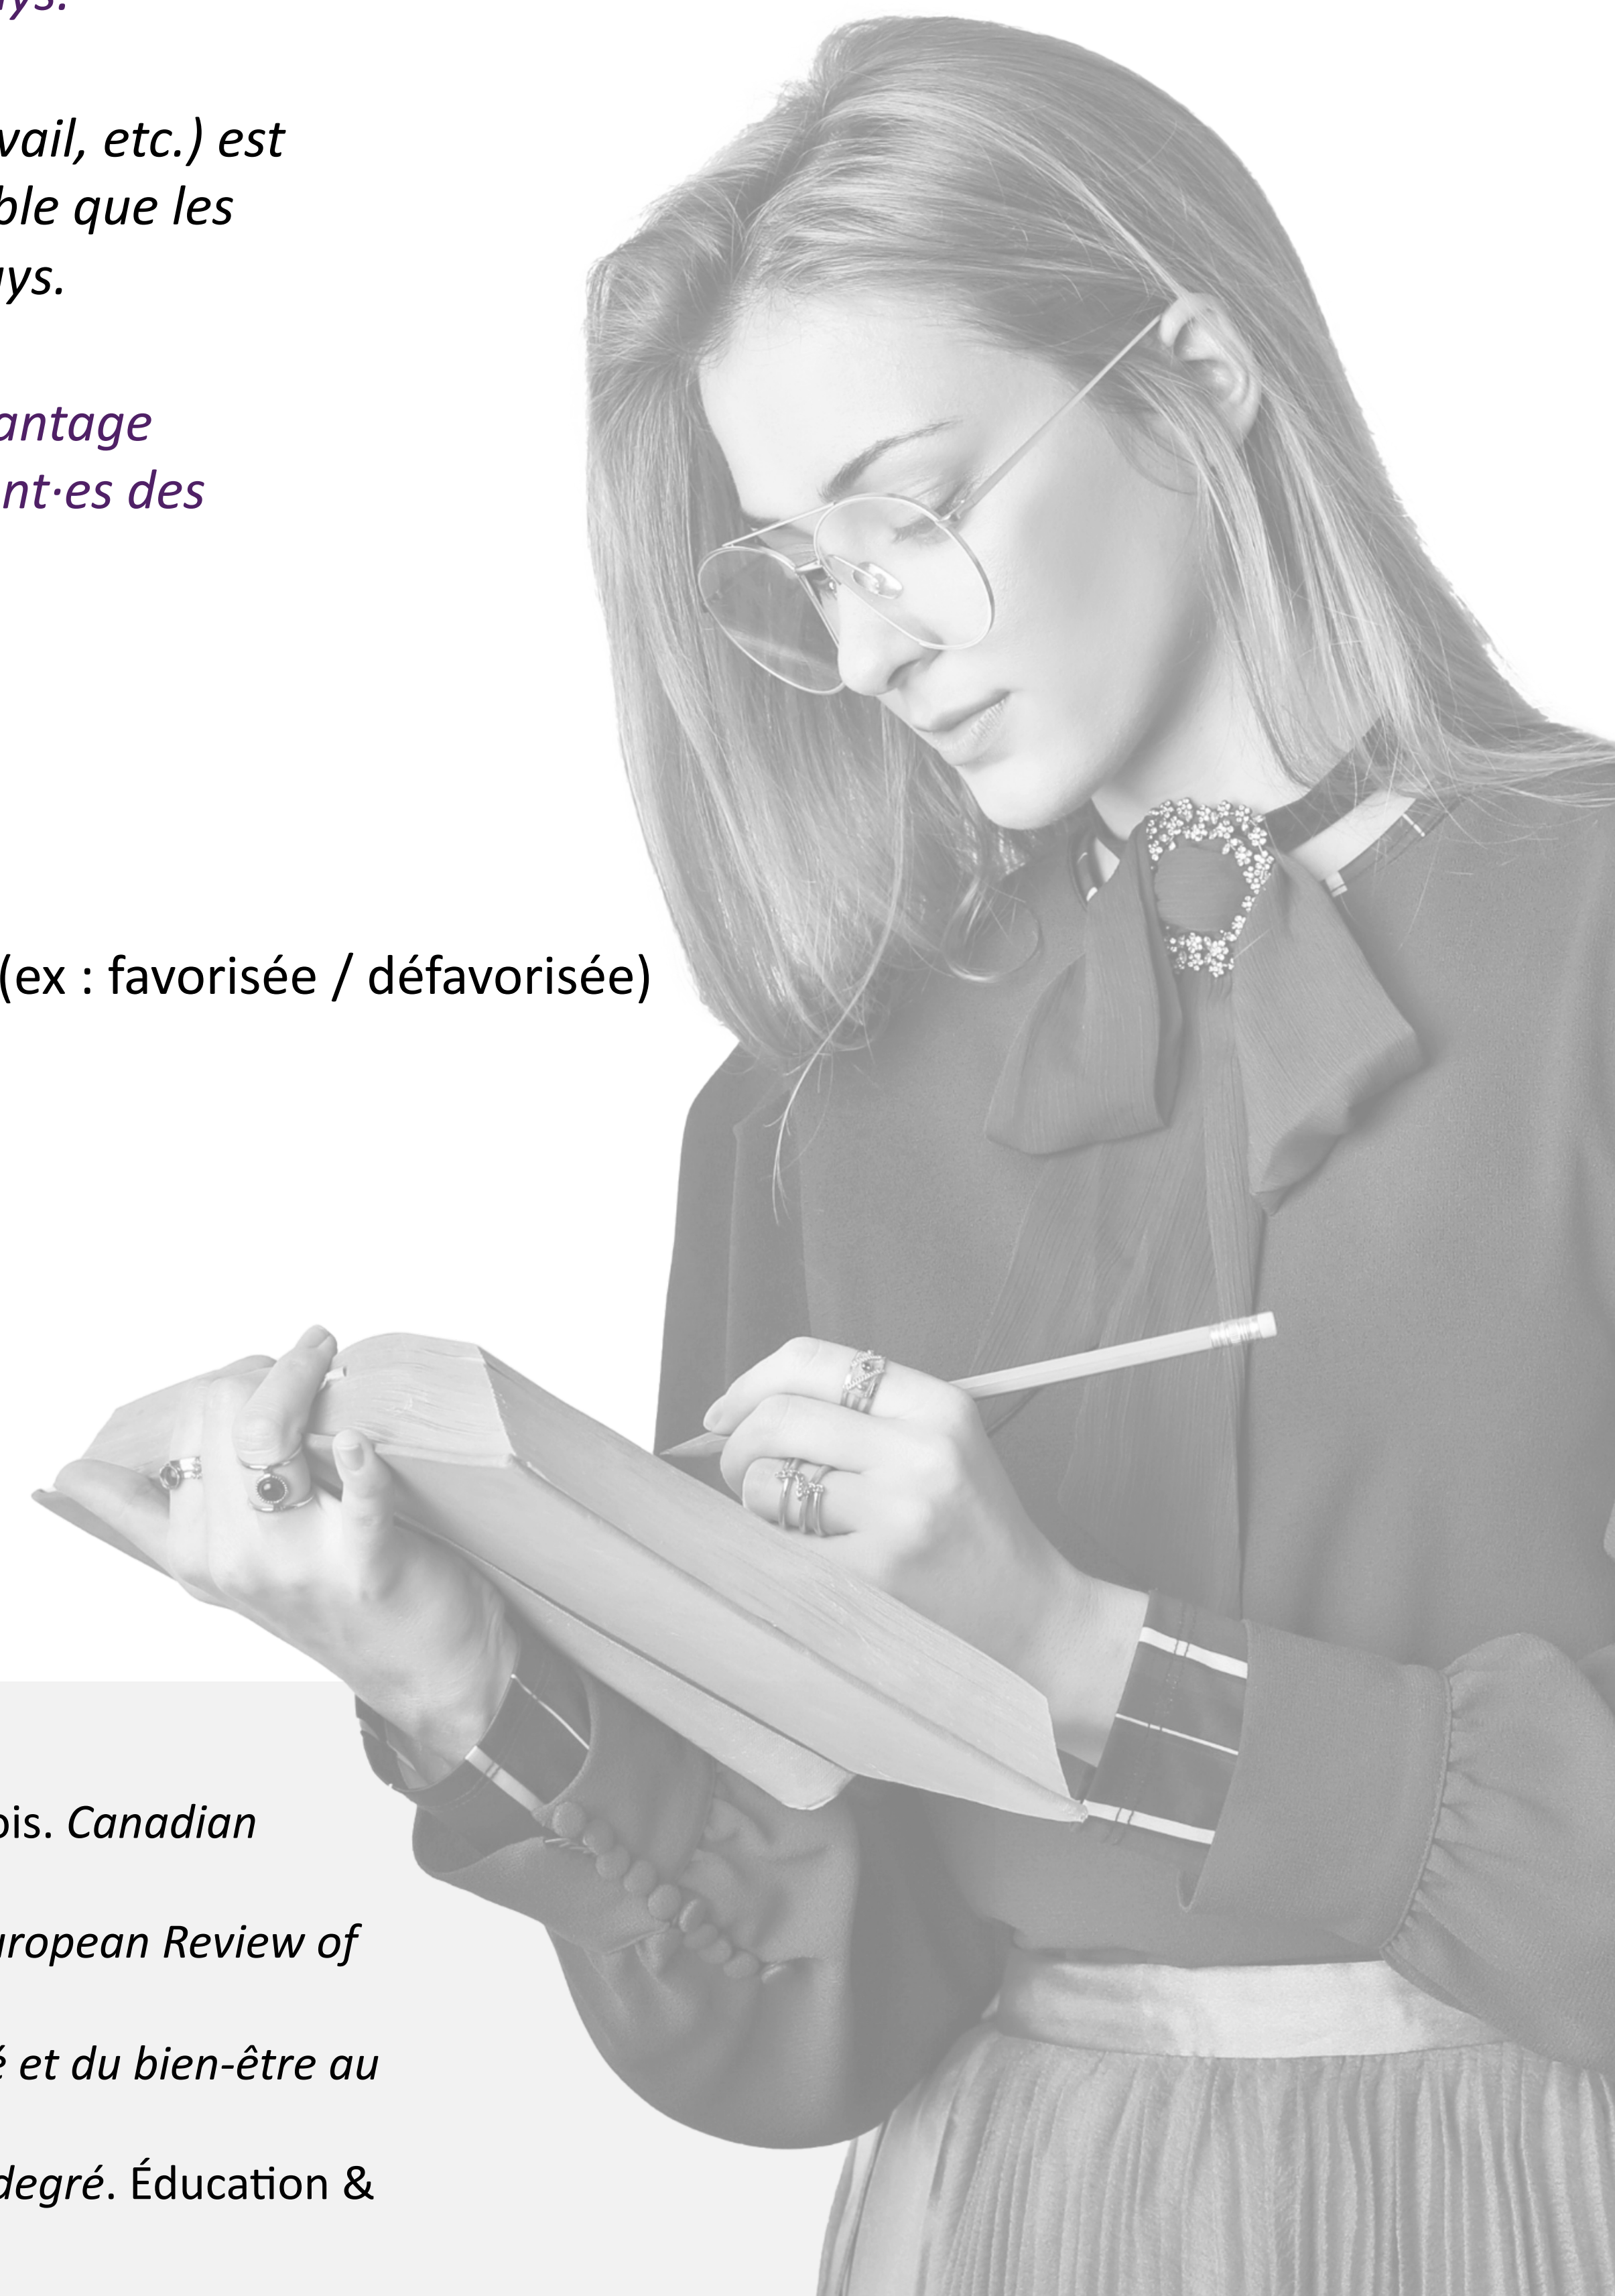 ys.
vail, etc.) est
ble que les
ys.
antage
nt·es des
(ex : favorisée / défavorisée)
ois. Canadian
uropean Review of
é et du bien-être au
degré. Éducation &